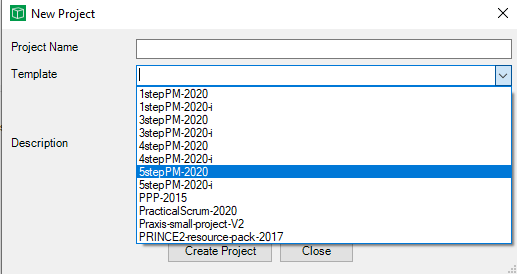 New Project
Project Name
Template
1stepPM-2020
1stepPM-2020-i
3stepPM-2020
3stepPM-2020-i
4stepPM-2020
4stepPM-2020-i
5stepPM-2020
5stepPM-2020-i
Description
PPP-2015
PracticalScrum-2020
Praxis-small-project-V2
PRINCE2-resource-pack-2017
Create Project
Close